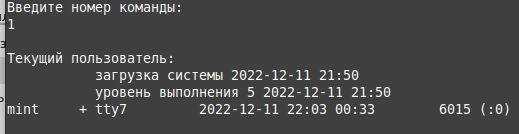 Введите номер команды:
1
Текущий пользователь:
загрузка системы 2022-12-11 21:50
уровень выполнения 5 2022-12-11 21:50
mint + tty7 2022-12-11 22:03 00:33 6015 (:0)